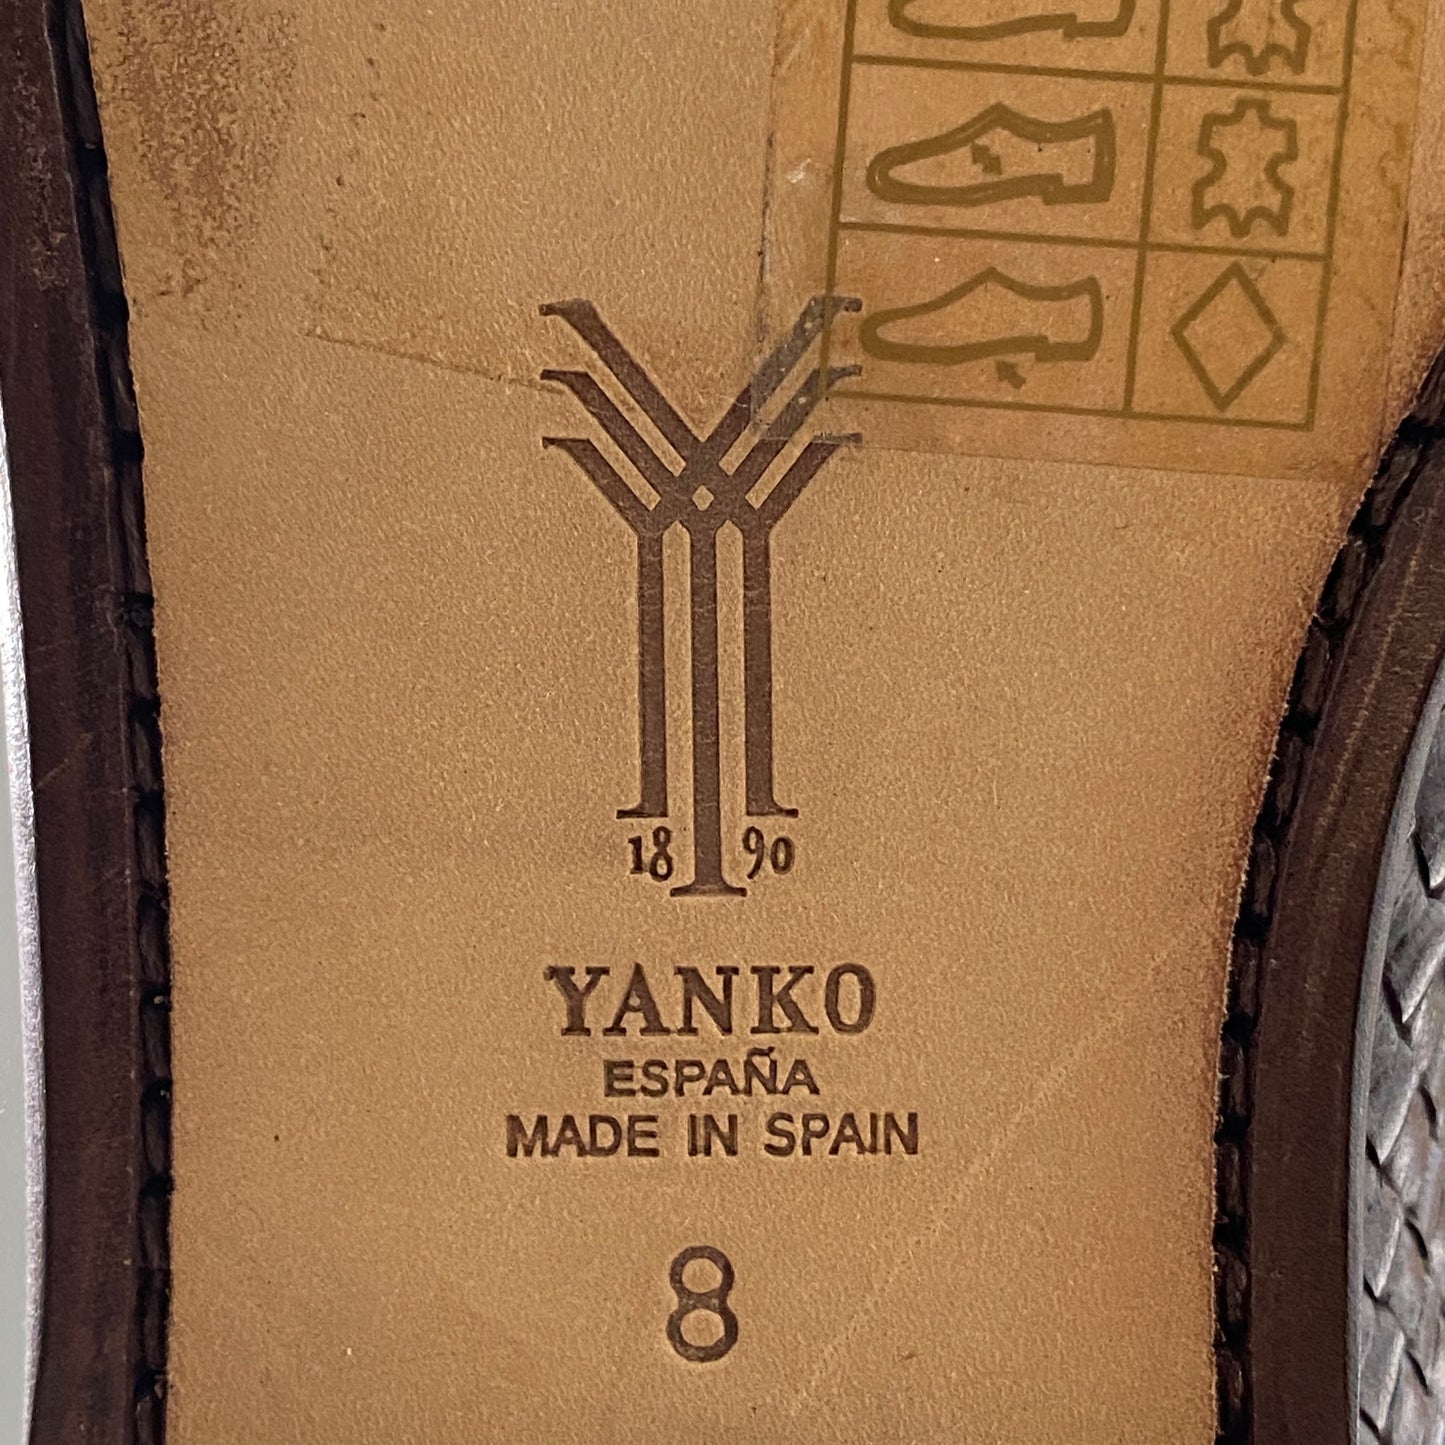 Y
18 90
YANKO
ESPAÑA
MADE IN SPAIN
8